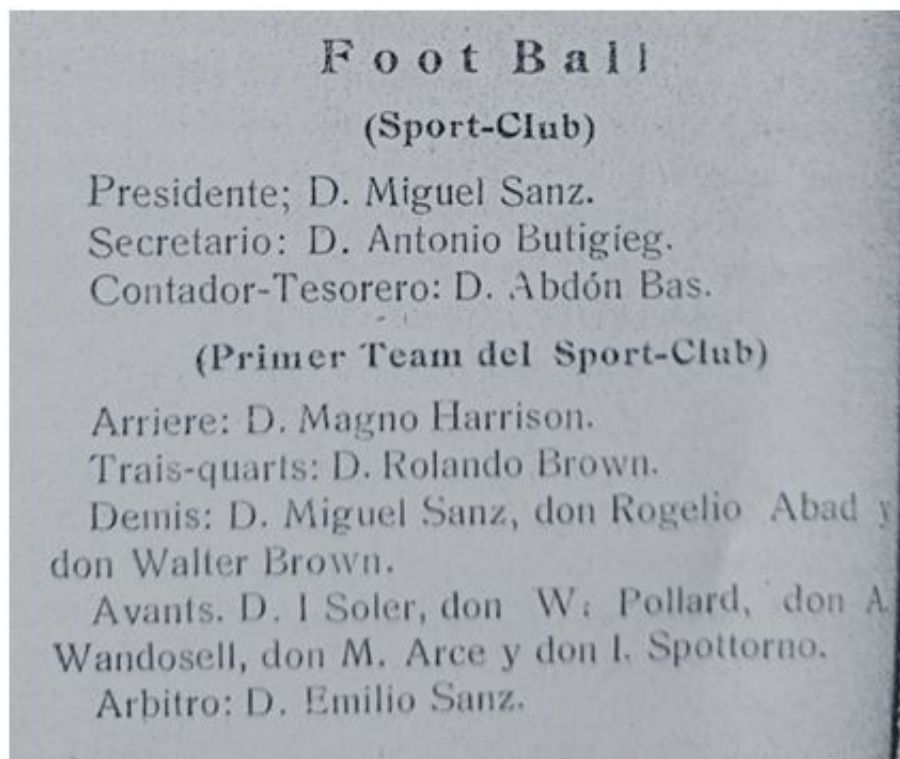 Foot Ball
(Sport-Club)
Presidente; D. Miguel Sanz.
Secretario: D. Antonio Butigieg.
Contador-Tesorero: D. Abdón Bas.
(Primer Team del Sport-Club)
Arriere: D. Magno Harrison.
Trais-quarts: D. Rolando Brown.
Demis: D. Miguel Sanz, don Rogelio Abad y
don Walter Brown.
Avants. D. I Soler, don W. Pollard, don A.
Wandosell, don M. Arce y don I. Spottorno.
Arbitro: D. Emilio Sanz.